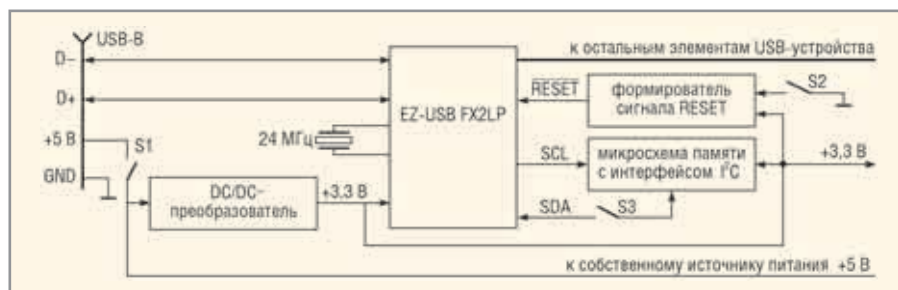 USB-B
D–
D+
+5 В
GND
S1
24 МГц
DC/DC-
преобразователь
+3,3 В
EZ-USB FX2LP
к остальным элементам USB-устройства
RESET
формирователь
сигнала RESET
S2
SCL
микросхема памяти
с интерфейсом I²C
+3,3 В
SDA
S3
к собственному источнику питания +5 В